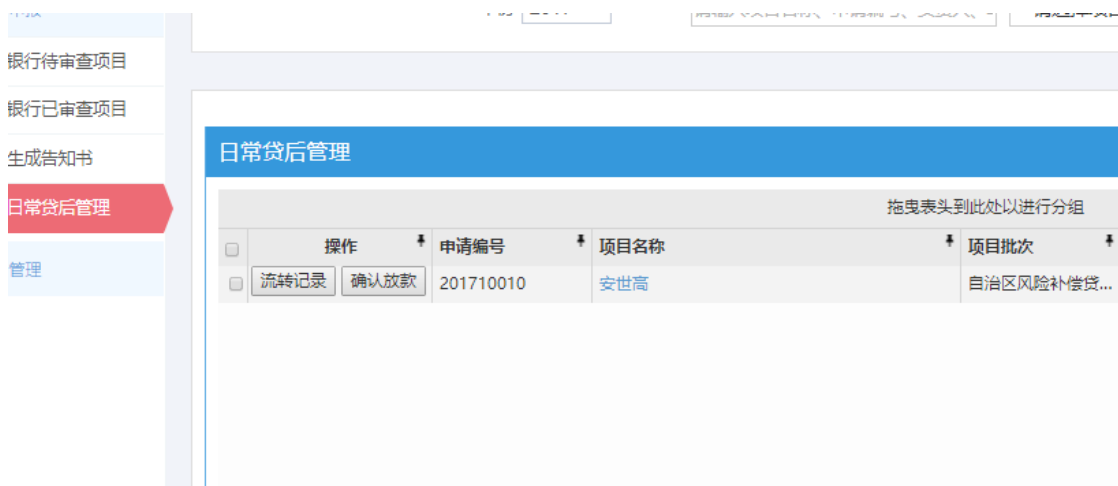 银行待审查项目
银行已审查项目
生成告知书
日常贷后管理
管理
日常贷后管理
拖曳表头到此处以进行分组
操作 申请编号 项目名称 项目批次
流转记录 确认放款 201710010 安世高 自治区风险补偿贷...